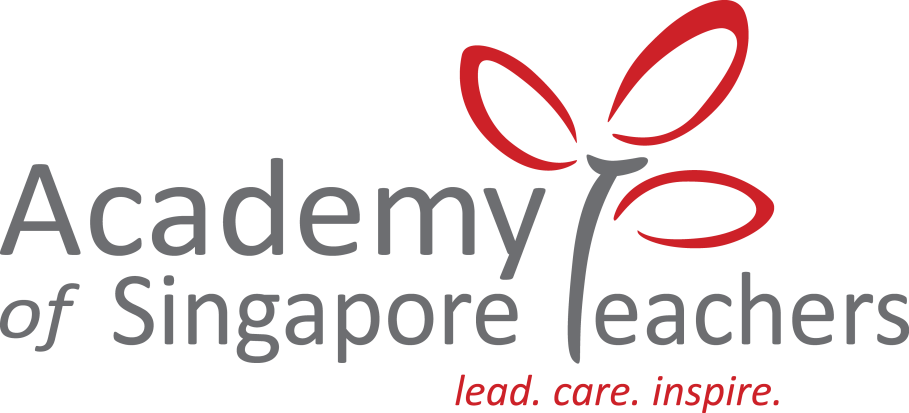 Academy
of Singapore Teachers
lead. care. inspire.